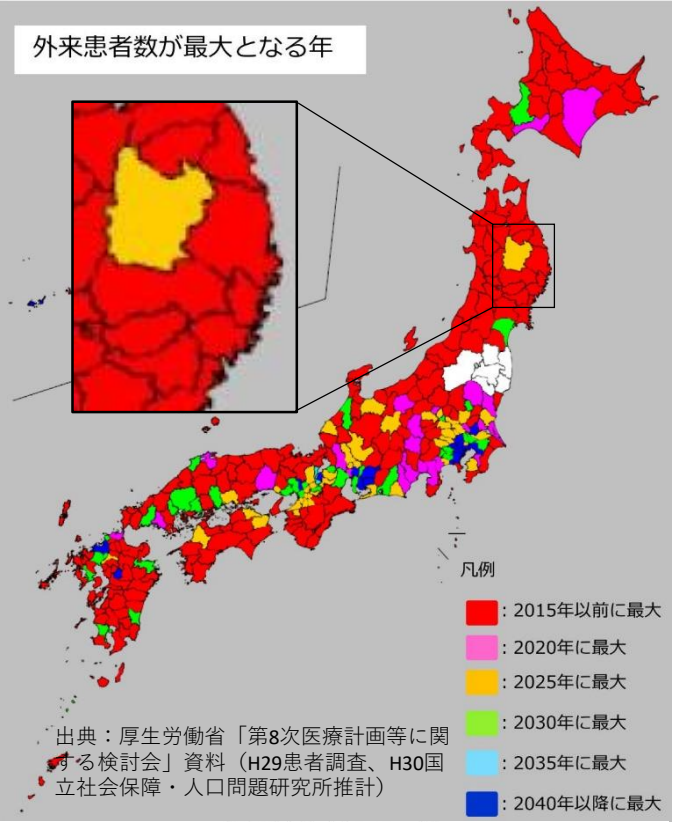 外来患者数が最大となる年
凡例
：2015年以前に最大
：2020年に最大
：2025年に最大
：2030年に最大
：2035年に最大
：2040年以降に最大
出典：厚生労働省「第8次医療計画等に関
する検討会」資料（H29患者調査、H30国
立社会保障・人口問題研究所推計）